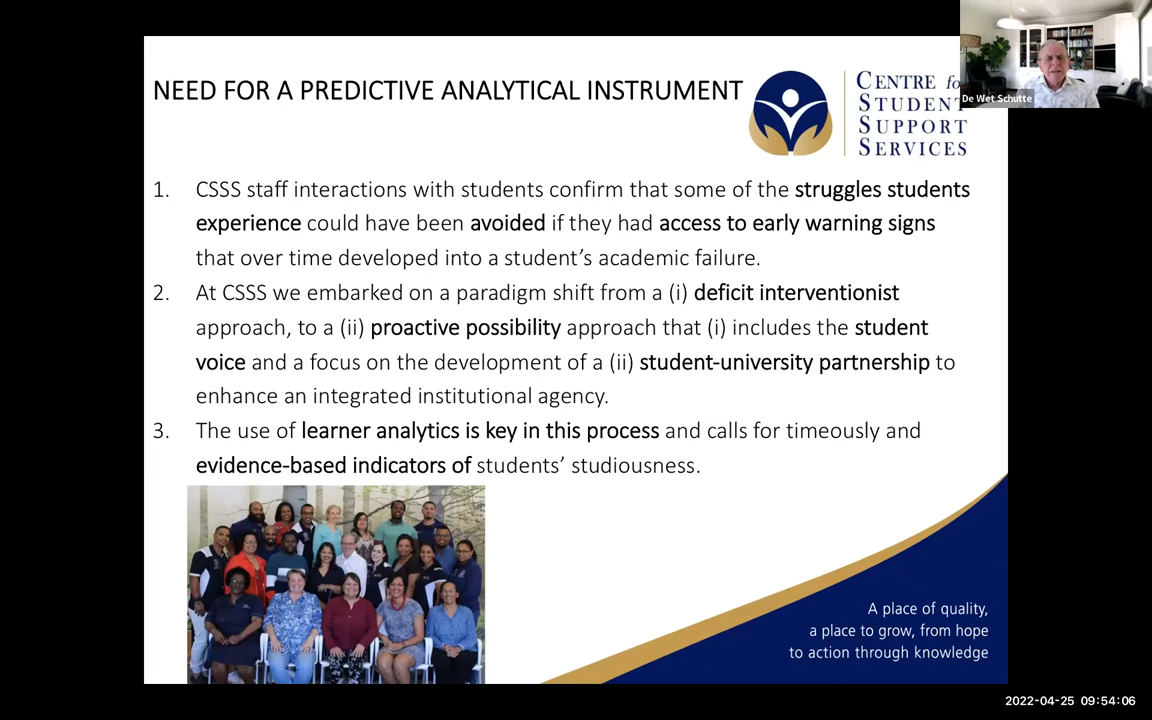 NEED FOR A PREDICTIVE ANALYTICAL INSTRUMENT
CENTRE fo
STUDENT
SUPPORT
SERVICES
De Wet Schutte
1. CSSS staff interactions with students confirm that some of the struggles students
experience could have been avoided if they had access to early warning signs
that over time developed into a student’s academic failure.
2. At CSSS we embarked on a paradigm shift from a (i) deficit interventionist
approach, to a (ii) proactive possibility approach that (i) includes the student
voice and a focus on the development of a (ii) student-university partnership to
enhance an integrated institutional agency.
3. The use of learner analytics is key in this process and calls for timeously and
evidence-based indicators of students’ studiousness.
A place of quality,
a place to grow, from hope
to action through knowledge
2022-04-25 09:54:06